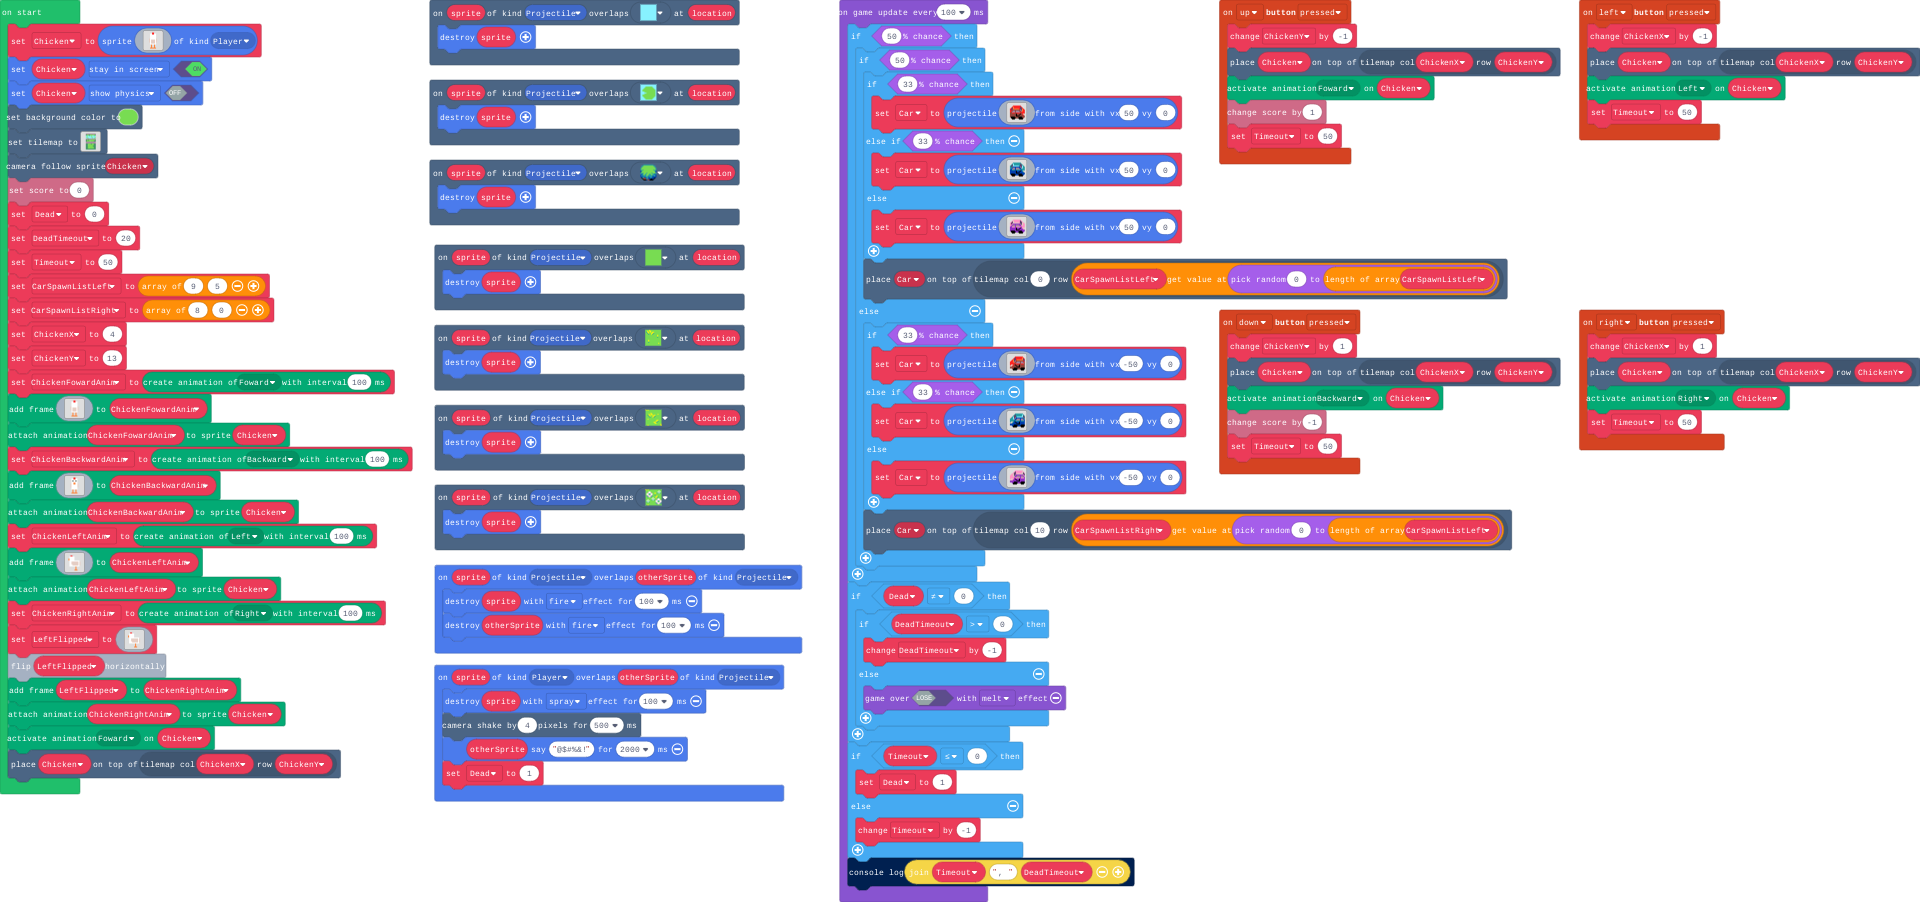 on start
set Chicken to sprite of kind Player
set Chicken stay in screen ON
set Chicken show physics OFF
set background color to
set tilemap to
camera follow sprite Chicken
set score to 0
set Dead to 0
set DeadTimeout to 20
set Timeout to 50
set CarSpawnListLeft to array of 9 5
set CarSpawnListRight to array of 8 0
set ChickenX to 4
set ChickenY to 13
set ChickenFowardAnim to create animation of Foward with interval 100 ms
add frame to ChickenFowardAnim
attach animation ChickenFowardAnim to sprite Chicken
set ChickenBackwardAnim to create animation of Backward with interval 100 ms
add frame to ChickenBackwardAnim
attach animation ChickenBackwardAnim to sprite Chicken
set ChickenLeftAnim to create animation of Left with interval 100 ms
add frame to ChickenLeftAnim
attach animation ChickenLeftAnim to sprite Chicken
set ChickenRightAnim to create animation of Right with interval 100 ms
set LeftFlipped to
flip LeftFlipped horizontally
add frame LeftFlipped to ChickenRightAnim
attach animation ChickenRightAnim to sprite Chicken
activate animation Foward on Chicken
place Chicken on top of tilemap col ChickenX row ChickenY
on sprite of kind Projectile overlaps at location
destroy sprite
on sprite of kind Projectile overlaps at location
destroy sprite
on sprite of kind Projectile overlaps at location
destroy sprite
on sprite of kind Projectile overlaps at location
destroy sprite
on sprite of kind Projectile overlaps at location
destroy sprite
on sprite of kind Projectile overlaps at location
destroy sprite
on sprite of kind Projectile overlaps at location
destroy sprite
on sprite of kind Projectile overlaps otherSprite of kind Projectile
destroy sprite with fire effect for 100 ms
destroy otherSprite with fire effect for 100 ms
on sprite of kind Player overlaps otherSprite of kind Projectile
destroy sprite with spray effect for 100 ms
camera shake by 4 pixels for 500 ms
otherSprite say "@$#%&!" for 2000 ms
set Dead to 1
on game update every 100 ms
if 50 % chance then
if 50 % chance then
if 33 % chance then
set Car to projectile from side with vx 50 vy 0
else if 33 % chance then
set Car to projectile from side with vx 50 vy 0
else
set Car to projectile from side with vx 50 vy 0
place Car on top of tilemap col 0 row CarSpawnListLeft get value at pick random 0 to length of array CarSpawnListLeft
else
if 33 % chance then
set Car to projectile from side with vx -50 vy 0
else if 33 % chance then
set Car to projectile from side with vx -50 vy 0
else
set Car to projectile from side with vx -50 vy 0
place Car on top of tilemap col 10 row CarSpawnListRight get value at pick random 0 to length of array CarSpawnListLeft
if Dead ≠ 0 then
if DeadTimeout > 0 then
change DeadTimeout by -1
else
game over LOSE with melt effect
if Timeout ≤ 0 then
set Dead to 1
else
change Timeout by -1
console log join Timeout ", " DeadTimeout
on up button pressed
change ChickenY by -1
place Chicken on top of tilemap col ChickenX row ChickenY
activate animation Foward on Chicken
change score by 1
set Timeout to 50
on left button pressed
change ChickenX by -1
place Chicken on top of tilemap col ChickenX row ChickenY
activate animation Left on Chicken
set Timeout to 50
on down button pressed
change ChickenY by 1
place Chicken on top of tilemap col ChickenX row ChickenY
activate animation Backward on Chicken
change score by -1
set Timeout to 50
on right button pressed
change ChickenX by 1
place Chicken on top of tilemap col ChickenX row ChickenY
activate animation Right on Chicken
set Timeout to 50